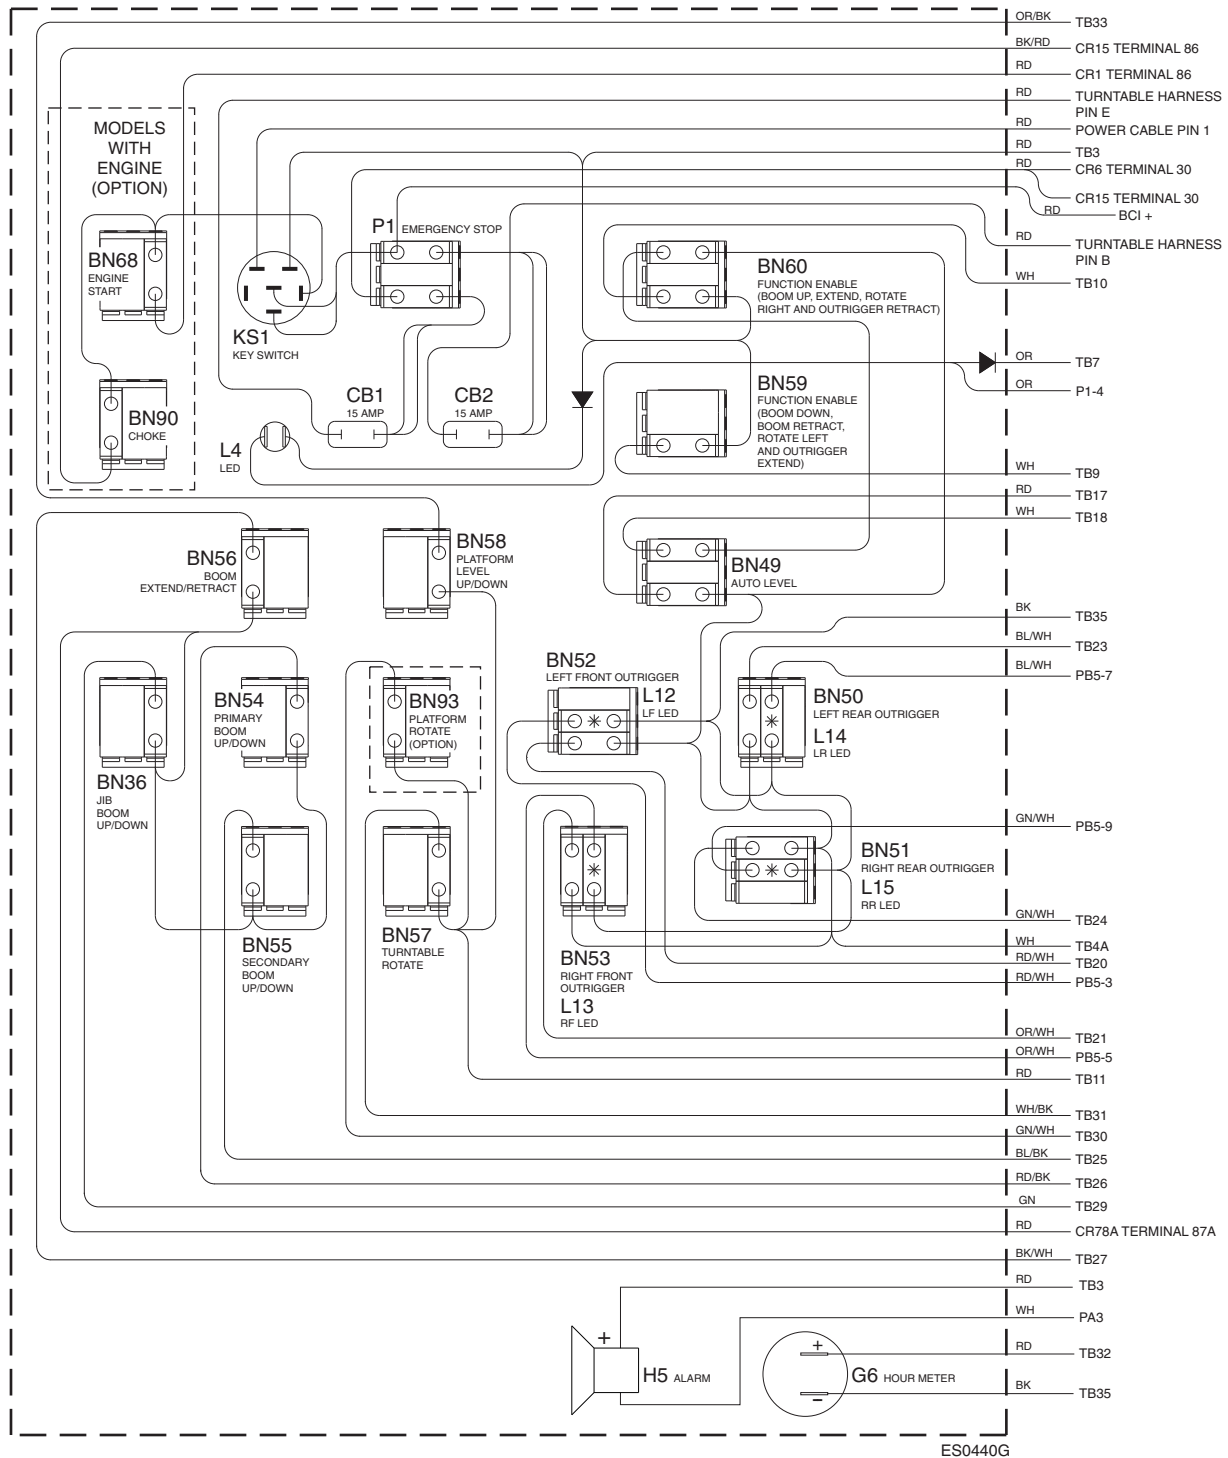 OR/BK TB33
BK/RD CR15 TERMINAL 86
RD CR1 TERMINAL 86
RD TURNTABLE HARNESS
PIN E
RD POWER CABLE PIN 1
RD TB3
RD CR6 TERMINAL 30
CR15 TERMINAL 30
RD BCI +
RD TURNTABLE HARNESS
PIN B
WH TB10
OR TB7
OR P1-4
WH TB9
RD TB17
WH TB18
BK TB35
BL/WH TB23
BL/WH PB5-7
GN/WH PB5-9
GN/WH TB24
WH TB4A
RD/WH TB20
RD/WH PB5-3
OR/WH TB21
OR/WH PB5-5
RD TB11
WH/BK TB31
GN/WH TB30
BL/BK TB25
RD/BK TB26
GN TB29
RD CR78A TERMINAL 87A
BK/WH TB27
RD TB3
WH PA3
RD TB32
BK TB35
MODELS
WITH
ENGINE
(OPTION)
BN68
ENGINE
START
BN90
CHOKE
KS1
KEY SWITCH
P1 EMERGENCY STOP
CB1
15 AMP
CB2
15 AMP
L4
LED
BN60
FUNCTION ENABLE
(BOOM UP, EXTEND, ROTATE
RIGHT AND OUTRIGGER RETRACT)
BN59
FUNCTION ENABLE
(BOOM DOWN,
BOOM RETRACT,
ROTATE LEFT
AND OUTRIGGER
EXTEND)
BN56
BOOM
EXTEND/RETRACT
BN58
PLATFORM
LEVEL
UP/DOWN
BN49
AUTO LEVEL
BN36
JIB
BOOM
UP/DOWN
BN54
PRIMARY
BOOM
UP/DOWN
BN93
PLATFORM
ROTATE
(OPTION)
BN52
LEFT FRONT OUTRIGGER
L12
LF LED
BN50
LEFT REAR OUTRIGGER
L14
LR LED
BN55
SECONDARY
BOOM
UP/DOWN
BN57
TURNTABLE
ROTATE
BN53
RIGHT FRONT
OUTRIGGER
L13
RF LED
BN51
RIGHT REAR OUTRIGGER
L15
RR LED
+
H5 ALARM
+
−
G6 HOUR METER
ES0440G